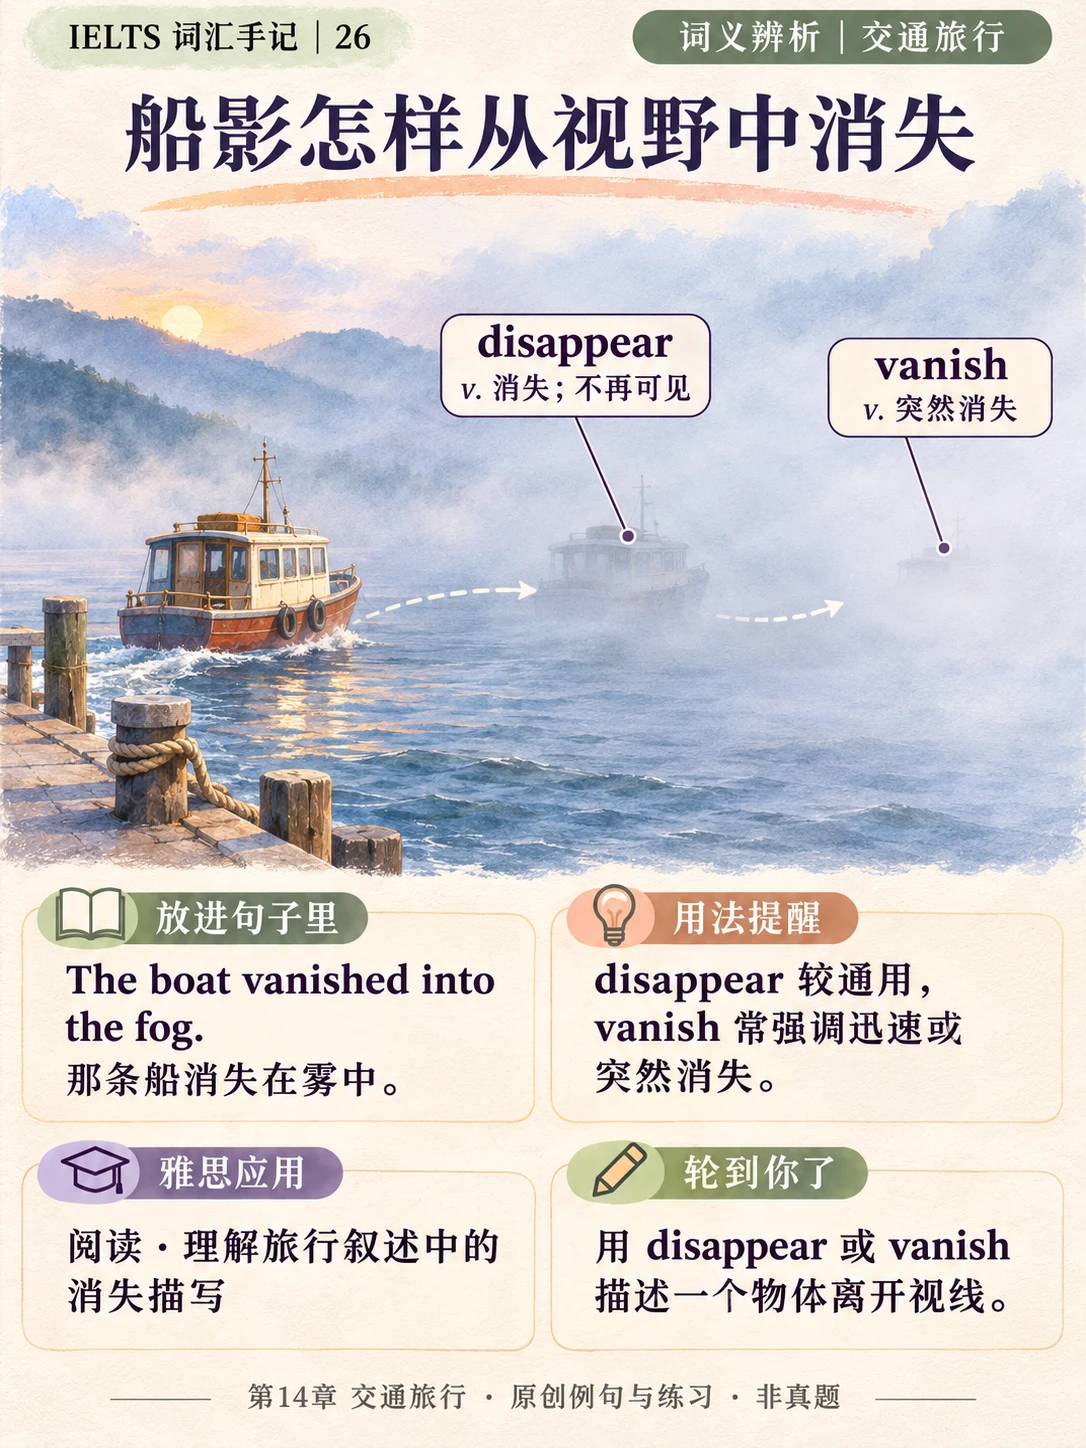 IELTS 词汇手记｜26
词义辨析｜交通旅行
船影怎样从视野中消失
disappear
v. 消失；不再可见
vanish
v. 突然消失
放进句子里
The boat vanished into
the fog.
那条船消失在雾中。
用法提醒
disappear 较通用，
vanish 常强调迅速或
突然消失。
雅思应用
阅读·理解旅行叙述中的
消失描写
轮到你了
用 disappear 或 vanish
描述一个物体离开视线。
第14章 交通旅行 · 原创例句与练习 · 非真题